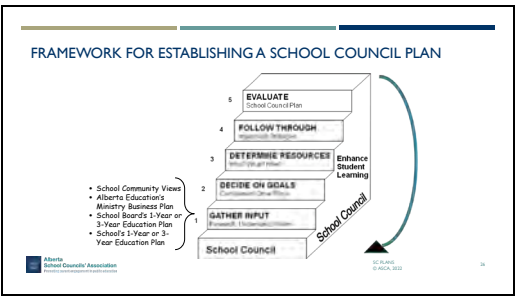 FRAMEWORK FOR ESTABLISHING A SCHOOL COUNCIL PLAN
5 EVALUATE
School Council Plan
4 FOLLOW THROUGH
3 DETERMINE RESOURCES
2 DECIDE ON GOALS
1 GATHER INPUT
School Council
School Council
Enhance
Student
Learning
• School Community Views
• Alberta Education's
Ministry Business Plan
• School Board's 1-Year or
3-Year Education Plan
• School's 1-Year or 3-
Year Education Plan
Alberta
School Councils' Association
SC PLANS
© ASCA, 2022
26